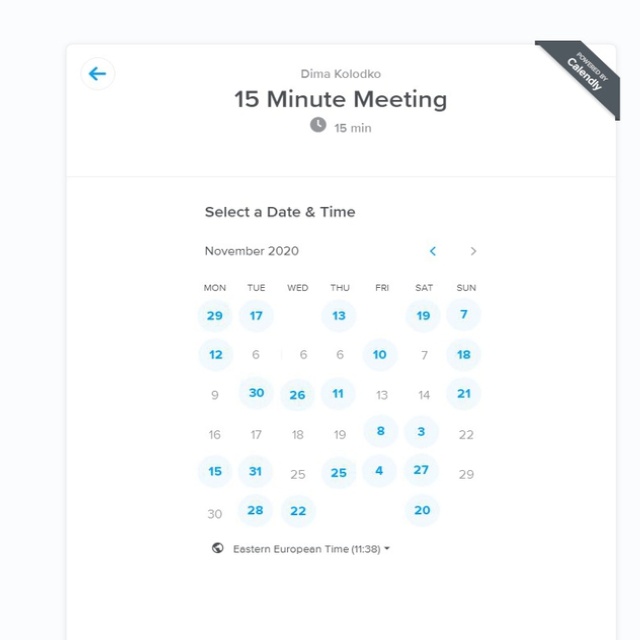 Dima Kolodko
15 Minute Meeting
15 min
POWERED BY
Calendly
Select a Date & Time
November 2020
MON TUE WED THU FRI SAT SUN
29 17 13 19 7
12 6 6 6 10 7 18
9 30 26 11 13 14 21
16 17 18 19 8 3 22
15 31 25 25 4 27 29
30 28 22 20
Eastern European Time (11:38)